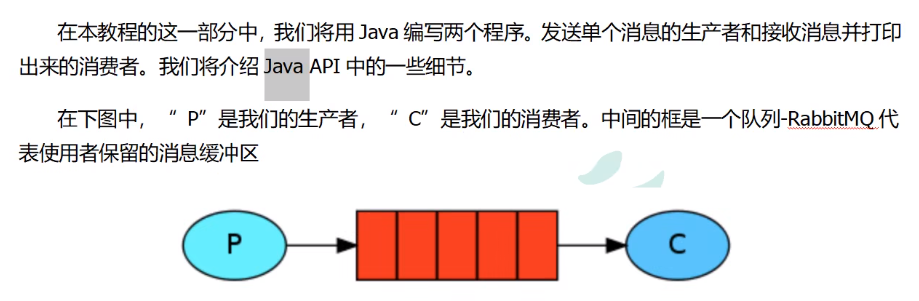 在本教程的这一部分中，我们将用 Java 编写两个程序。发送单个消息的生产者和接收消息并打印
出来的消费者。我们将介绍 Java API 中的一些细节。
在下图中，“ P”是我们的生产者，“ C”是我们的消费者。中间的框是一个队列-RabbitMQ 代
表使用者保留的消息缓冲区
P
C